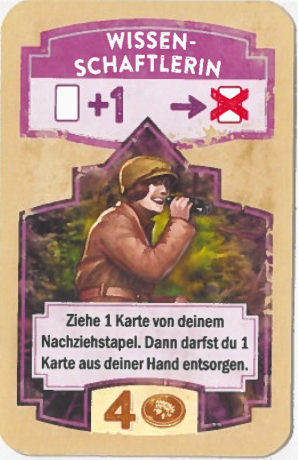 WISSEN-
SCHAFTLERIN
+1
Ziehe 1 Karte von deinem
Nachziehstapel. Dann darfst du 1
Karte aus deiner Hand entsorgen.
4